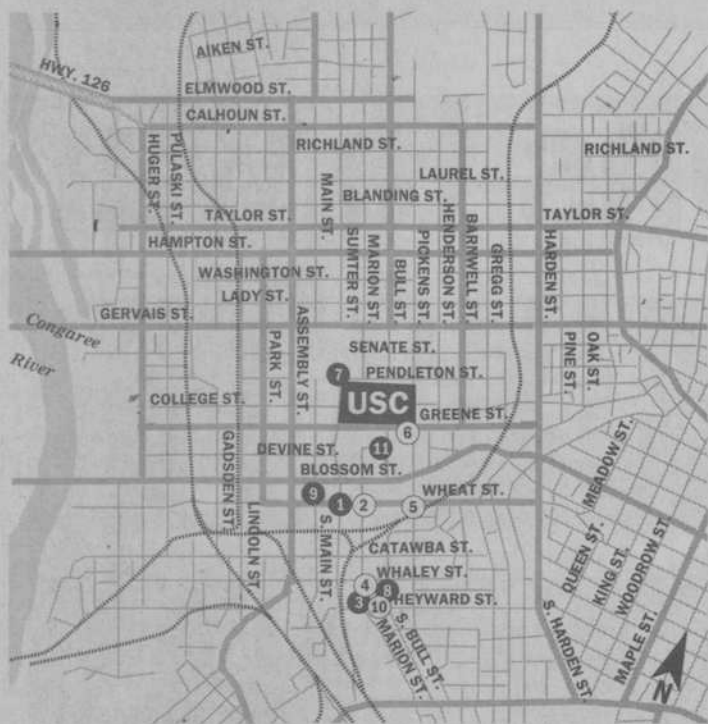 AIKEN ST.
HWY. 126
ELMWOOD ST.
CALHOUN ST.
RICHLAND ST.
RICHLAND ST.
HUGER ST.
PULASKI ST.
LAUREL ST.
MAIN ST.
BLANDING ST.
TAYLOR ST.
TAYLOR ST.
HAMPTON ST.
SUMTER ST.
MARION ST.
BULL ST.
PICKENS ST.
HENDERSON ST.
BARNWELL ST.
GREGG ST.
HARDEN ST.
WASHINGTON ST.
LADY ST.
GERVAIS ST.
Congaree
River
PARK ST.
ASSEMBLY ST.
SENATE ST.
PINE ST.
OAK ST.
7
PENDLETON ST.
COLLEGE ST.
USC
GREENE ST.
6
DEVINE ST.
11
GADSDEN ST.
BLOSSOM ST.
MEADOW ST.
9
1
2
5
WHEAT ST.
LINCOLN ST
S. MAIN ST.
CATAWBA ST.
QUEEN ST.
KING ST.
WOODROW ST.
WHALEY ST.
4
8
3
10
HEYWARD ST.
MARION ST.
S. BULL ST.
S. HARDEN ST.
MAPLE ST.
N